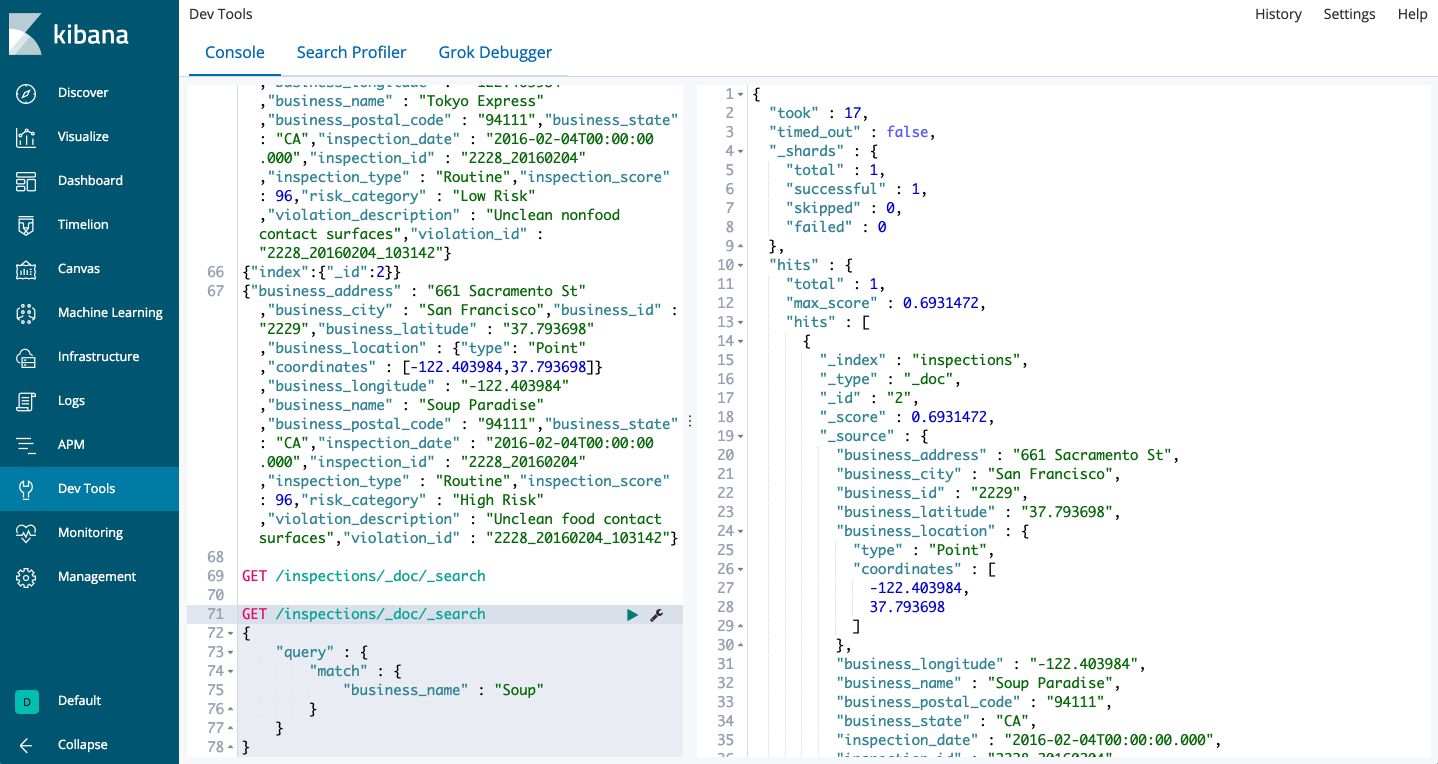 kibana
Discover
Visualize
Dashboard
Timelion
Canvas
Machine Learning
Infrastructure
Logs
APM
Dev Tools
Monitoring
Management
D Default
Collapse
Dev Tools
History Settings Help
Console Search Profiler Grok Debugger
,"business_longitude" : "-122.403984"
,"business_name" : "Tokyo Express"
,"business_postal_code" : "94111","business_state"
: "CA","inspection_date" : "2016-02-04T00:00:00
.000","inspection_id" : "2228_20160204"
,"inspection_type" : "Routine","inspection_score"
: 96,"risk_category" : "Low Risk"
,"violation_description" : "Unclean nonfood
contact surfaces","violation_id" :
"2228_20160204_103142"}
66 {"index":{"_id":2}}
67 {"business_address" : "661 Sacramento St"
,"business_city" : "San Francisco","business_id" :
"2229","business_latitude" : "37.793698"
,"business_location" : {"type": "Point"
,"coordinates" : [-122.403984,37.793698]}
,"business_longitude" : "-122.403984"
,"business_name" : "Soup Paradise"
,"business_postal_code" : "94111","business_state"
: "CA","inspection_date" : "2016-02-04T00:00:00
.000","inspection_id" : "2228_20160204"
,"inspection_type" : "Routine","inspection_score"
: 96,"risk_category" : "High Risk"
,"violation_description" : "Unclean food contact
surfaces","violation_id" : "2228_20160204_103142"}
68
69 GET /inspections/_doc/_search
70
71 GET /inspections/_doc/_search
72 {
73 "query" : {
74 "match" : {
75 "business_name" : "Soup"
76 }
77 }
78 }
1 {
2 "took" : 17,
3 "timed_out" : false,
4 "_shards" : {
5 "total" : 1,
6 "successful" : 1,
7 "skipped" : 0,
8 "failed" : 0
9 },
10 "hits" : {
11 "total" : 1,
12 "max_score" : 0.6931472,
13 "hits" : [
14 {
15 "_index" : "inspections",
16 "_type" : "_doc",
17 "_id" : "2",
18 "_score" : 0.6931472,
19 "_source" : {
20 "business_address" : "661 Sacramento St",
21 "business_city" : "San Francisco",
22 "business_id" : "2229",
23 "business_latitude" : "37.793698",
24 "business_location" : {
25 "type" : "Point",
26 "coordinates" : [
27 -122.403984,
28 37.793698
29 ]
30 },
31 "business_longitude" : "-122.403984",
32 "business_name" : "Soup Paradise",
33 "business_postal_code" : "94111",
34 "business_state" : "CA",
35 "inspection_date" : "2016-02-04T00:00:00.000",
36 "inspection_id" : "2228_20160204",